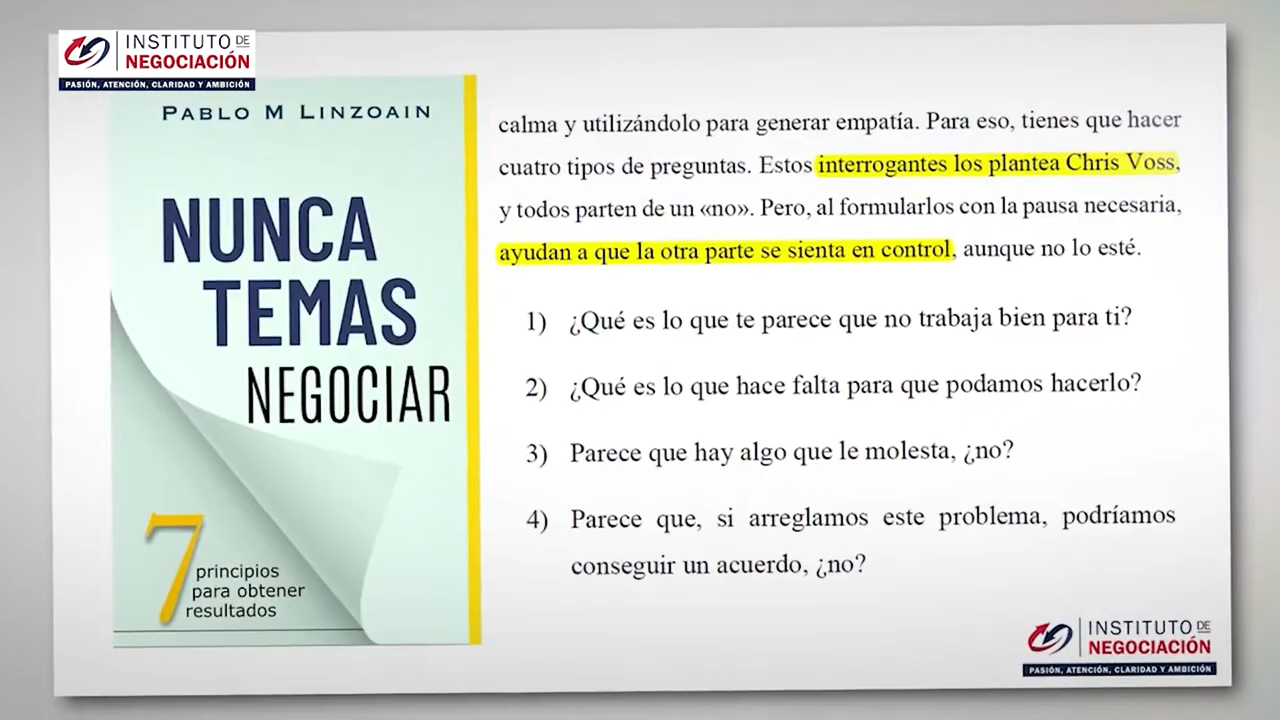 INSTITUTO DE
NEGOCIACIÓN
PASIÓN, ATENCIÓN, CLARIDAD Y AMBICIÓN
PABLO M LINZOAIN
NUNCA
TEMAS
NEGOCIAR
7
principios
para obtener
resultados
calma y utilizándolo para generar empatía. Para eso, tienes que hacer
cuatro tipos de preguntas. Estos interrogantes los plantea Chris Voss,
y todos parten de un «no». Pero, al formularlos con la pausa necesaria,
ayudan a que la otra parte se sienta en control, aunque no lo esté.
1) ¿Qué es lo que te parece que no trabaja bien para ti?
2) ¿Qué es lo que hace falta para que podamos hacerlo?
3) Parece que hay algo que le molesta, ¿no?
4) Parece que, si arreglamos este problema, podríamos
conseguir un acuerdo, ¿no?
INSTITUTO DE
NEGOCIACIÓN
PASIÓN, ATENCIÓN, CLARIDAD Y AMBICIÓN